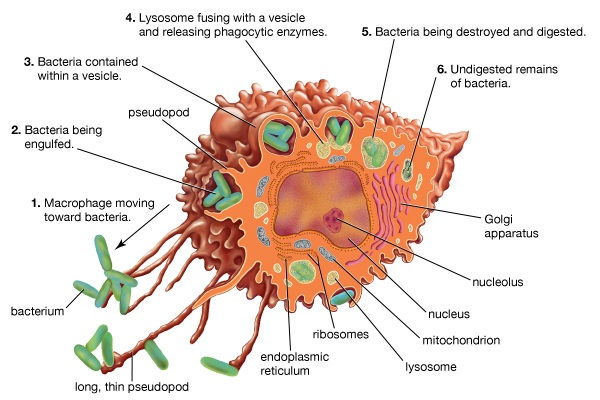 4. Lysosome fusing with a vesicle
and releasing phagocytic enzymes.
5. Bacteria being destroyed and digested.
3. Bacteria contained
within a vesicle.
6. Undigested remains
of bacteria.
pseudopod
2. Bacteria being
engulfed.
1. Macrophage moving
toward bacteria.
Golgi
apparatus
nucleolus
bacterium
nucleus
ribosomes
mitochondrion
endoplasmic
reticulum
lysosome
long, thin pseudopod